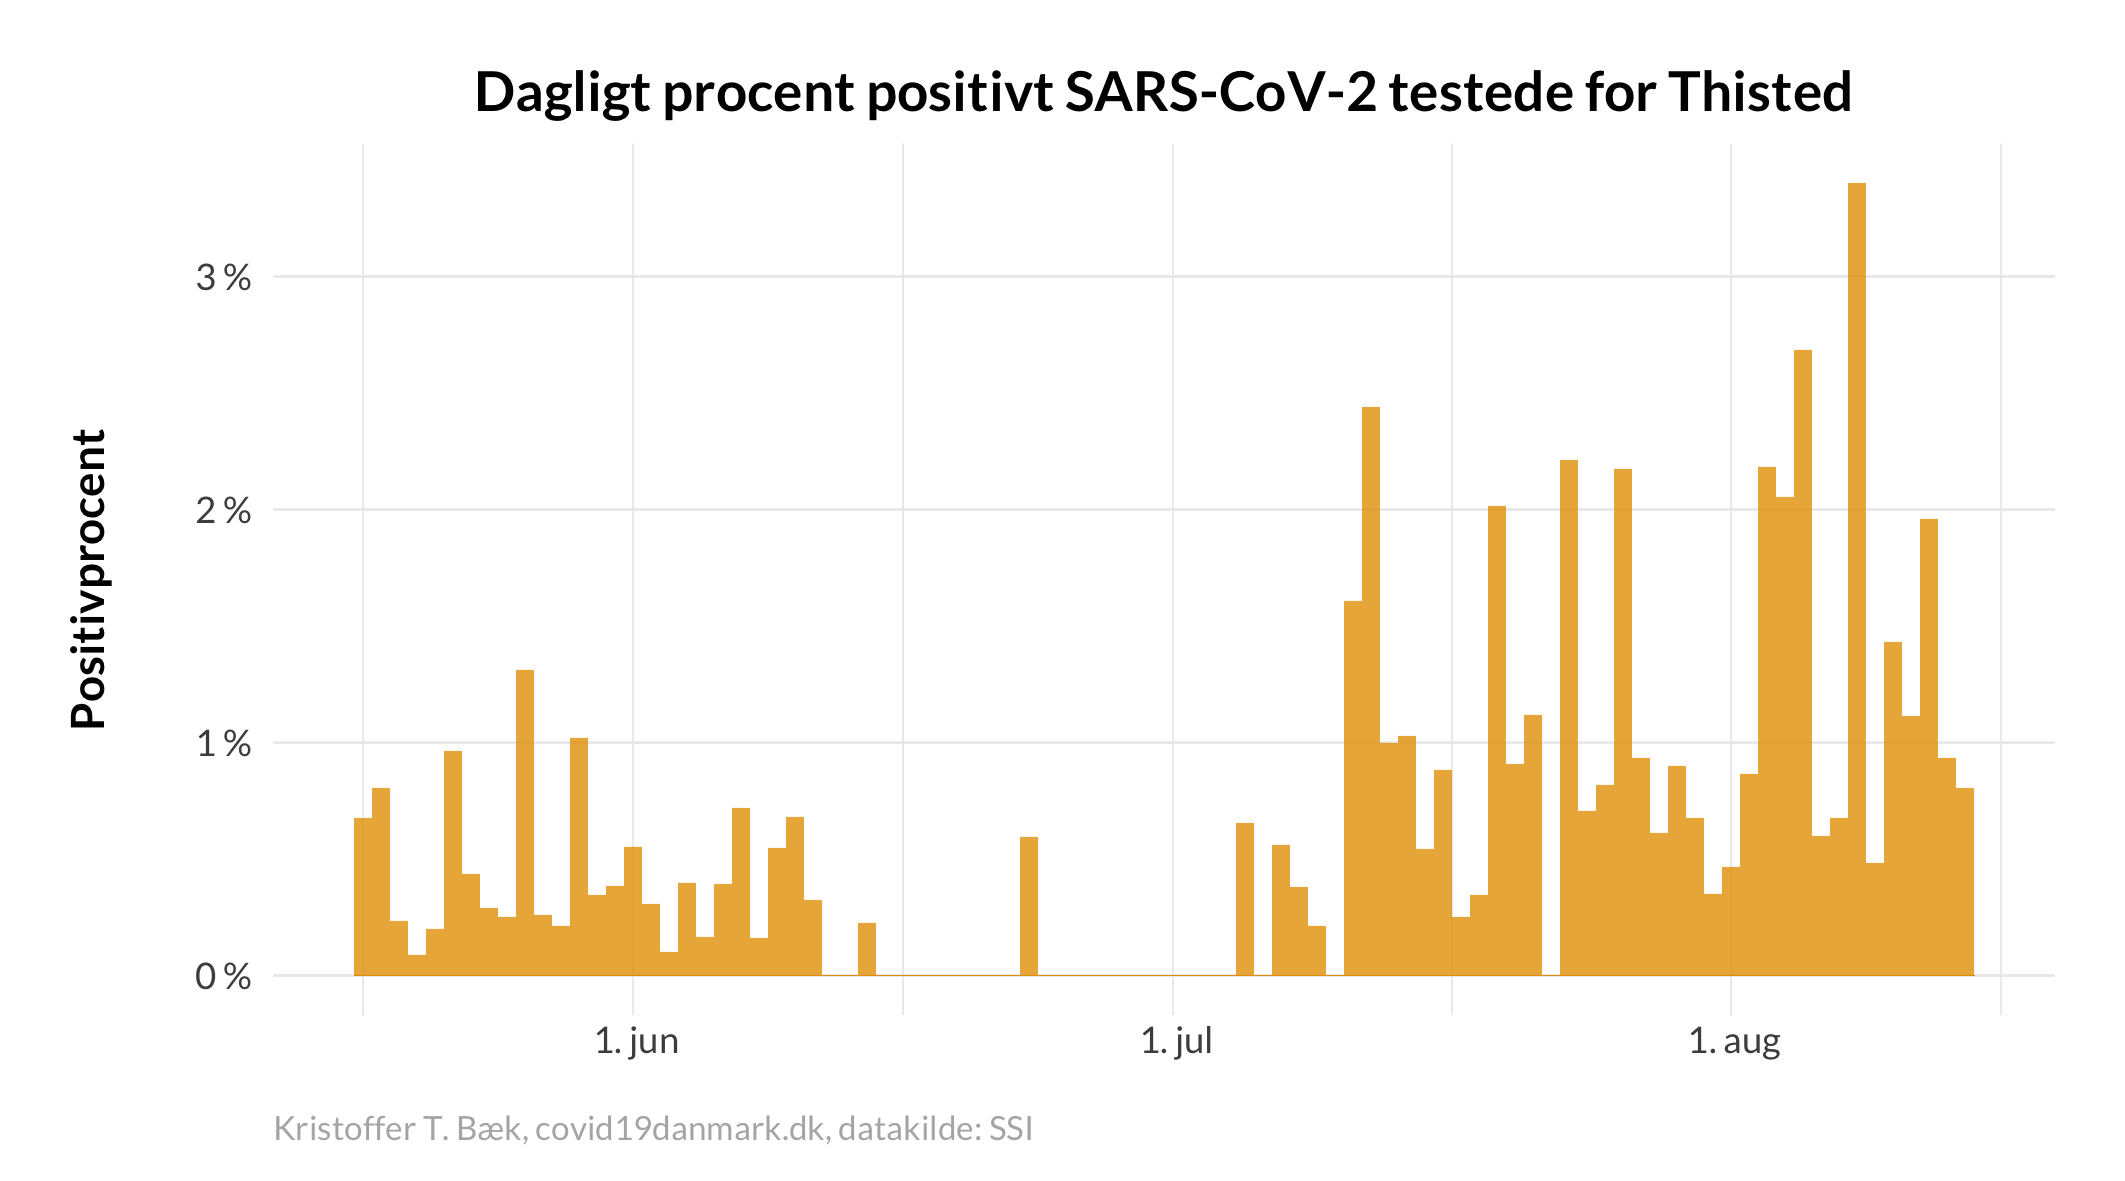 Dagligt procent positivt SARS-CoV-2 testede for Thisted
Positivprocent
3 %
2 %
1 %
0 %
1. jun
1. jul
1. aug
Kristoffer T. Bæk, covid19danmark.dk, datakilde: SSI